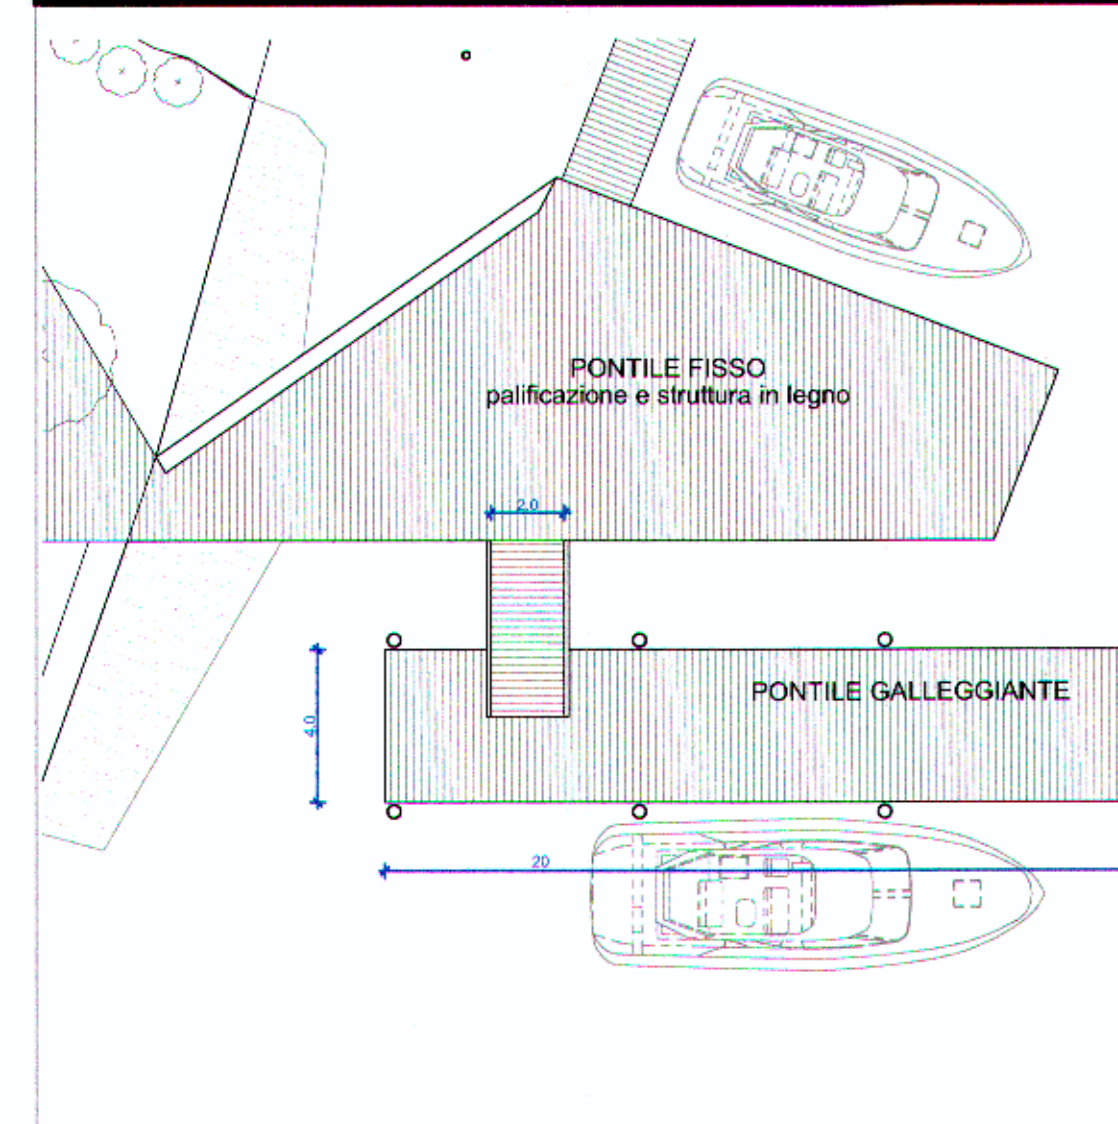 PONTILE FISSO
palificazione e struttura in legno
2.0
PONTILE GALLEGGIANTE
4.0
20